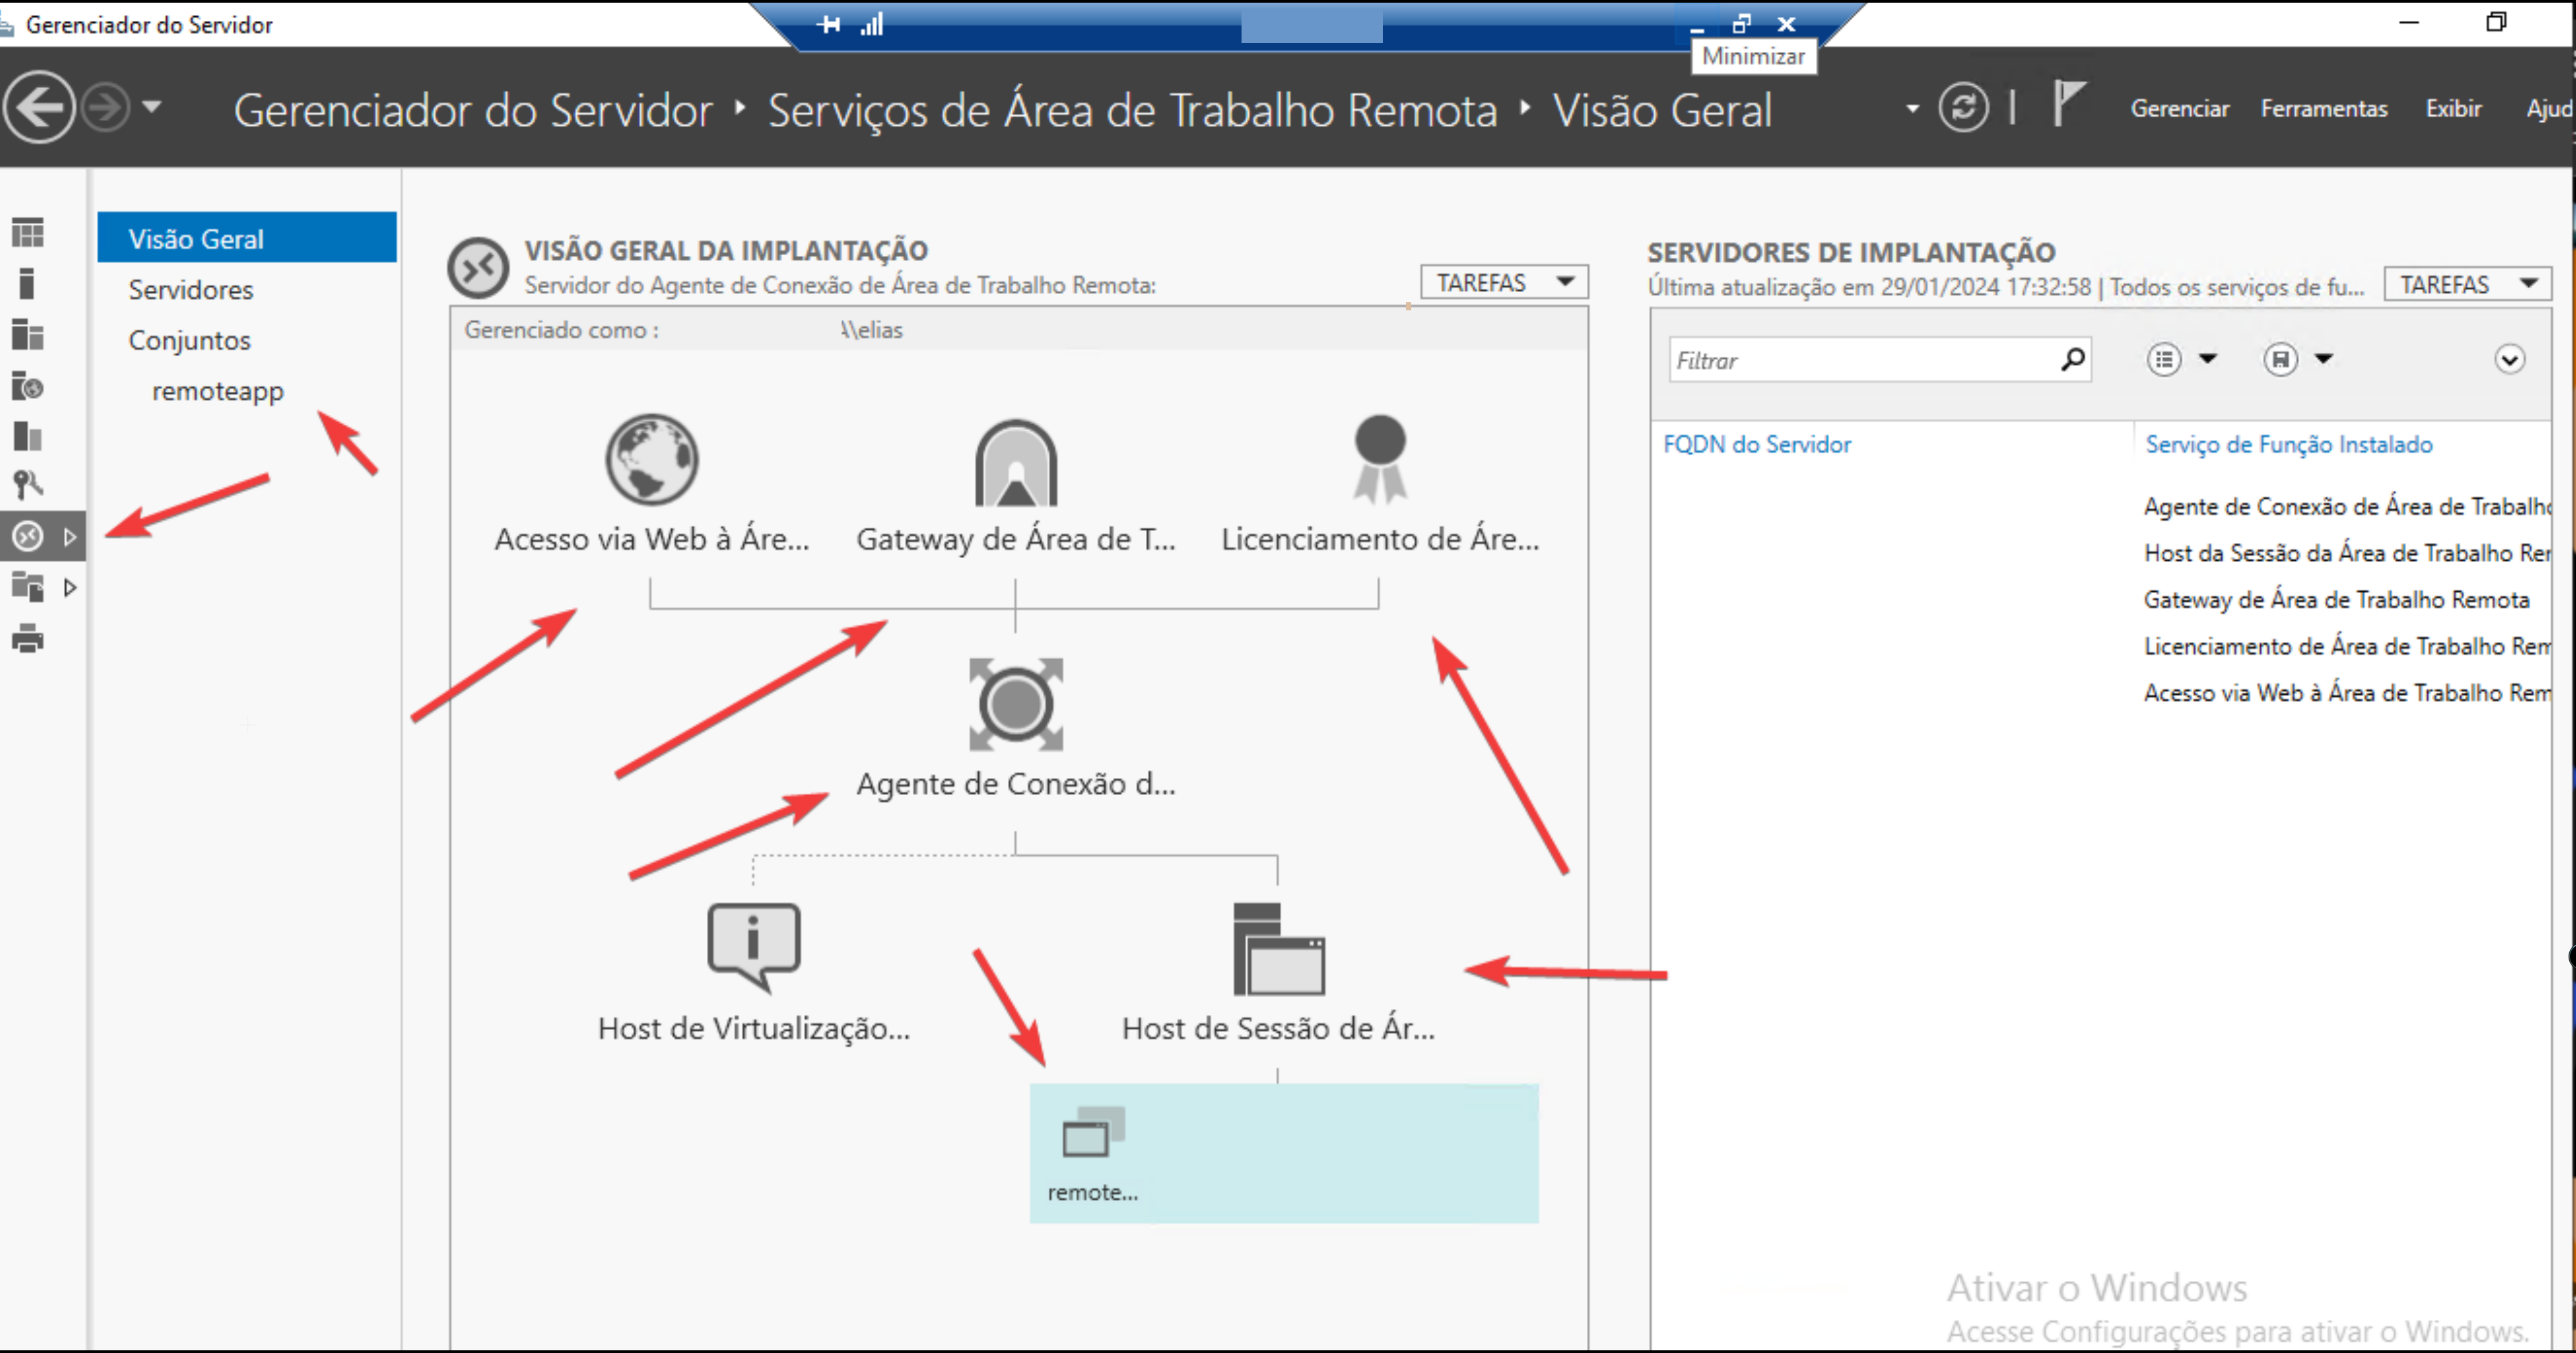 Gerenciador do Servidor
Minimizar
Gerenciador do Servidor ‣ Serviços de Área de Trabalho Remota ‣ Visão Geral
Gerenciar Ferramentas Exibir Ajud
Visão Geral
Servidores
Conjuntos
remoteapp
VISÃO GERAL DA IMPLANTAÇÃO
Servidor do Agente de Conexão de Área de Trabalho Remota:
TAREFAS
Gerenciado como : \\elias
Acesso via Web à Áre...
Gateway de Área de T...
Licenciamento de Áre...
Agente de Conexão d...
Host de Virtualização...
Host de Sessão de Ár...
remote...
SERVIDORES DE IMPLANTAÇÃO
Última atualização em 29/01/2024 17:32:58 | Todos os serviços de fu...
TAREFAS
Filtrar
FQDN do Servidor
Serviço de Função Instalado
Agente de Conexão de Área de Trabalho
Host da Sessão da Área de Trabalho Rer
Gateway de Área de Trabalho Remota
Licenciamento de Área de Trabalho Rem
Acesso via Web à Área de Trabalho Rem
Ativar o Windows
Acesse Configurações para ativar o Windows.